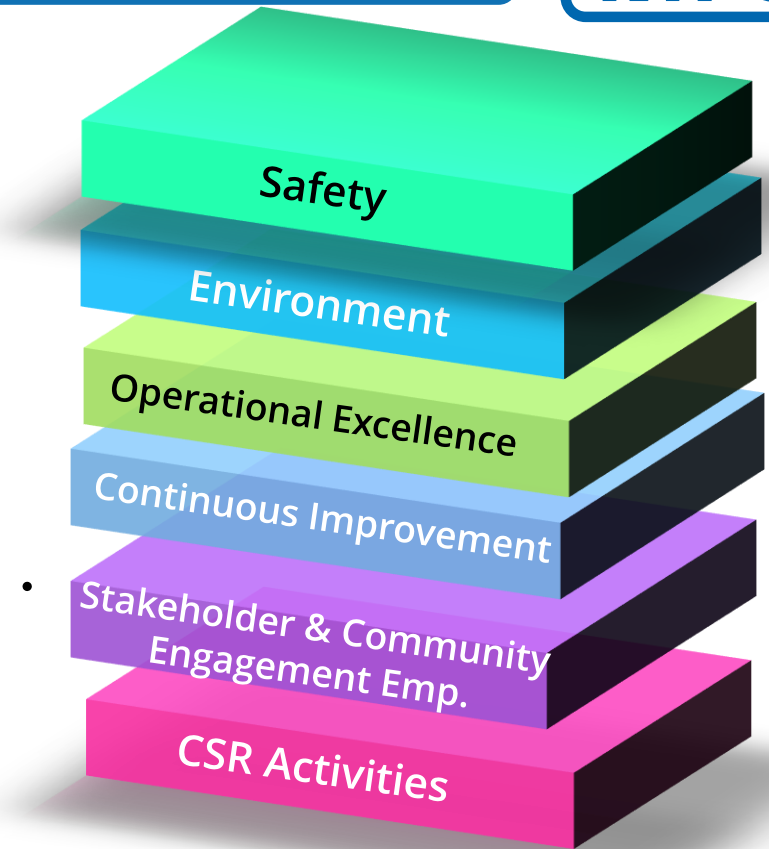 Safety
Environment
Operational Excellence
Continuous Improvement
Stakeholder & Community
Engagement Emp.
CSR Activities